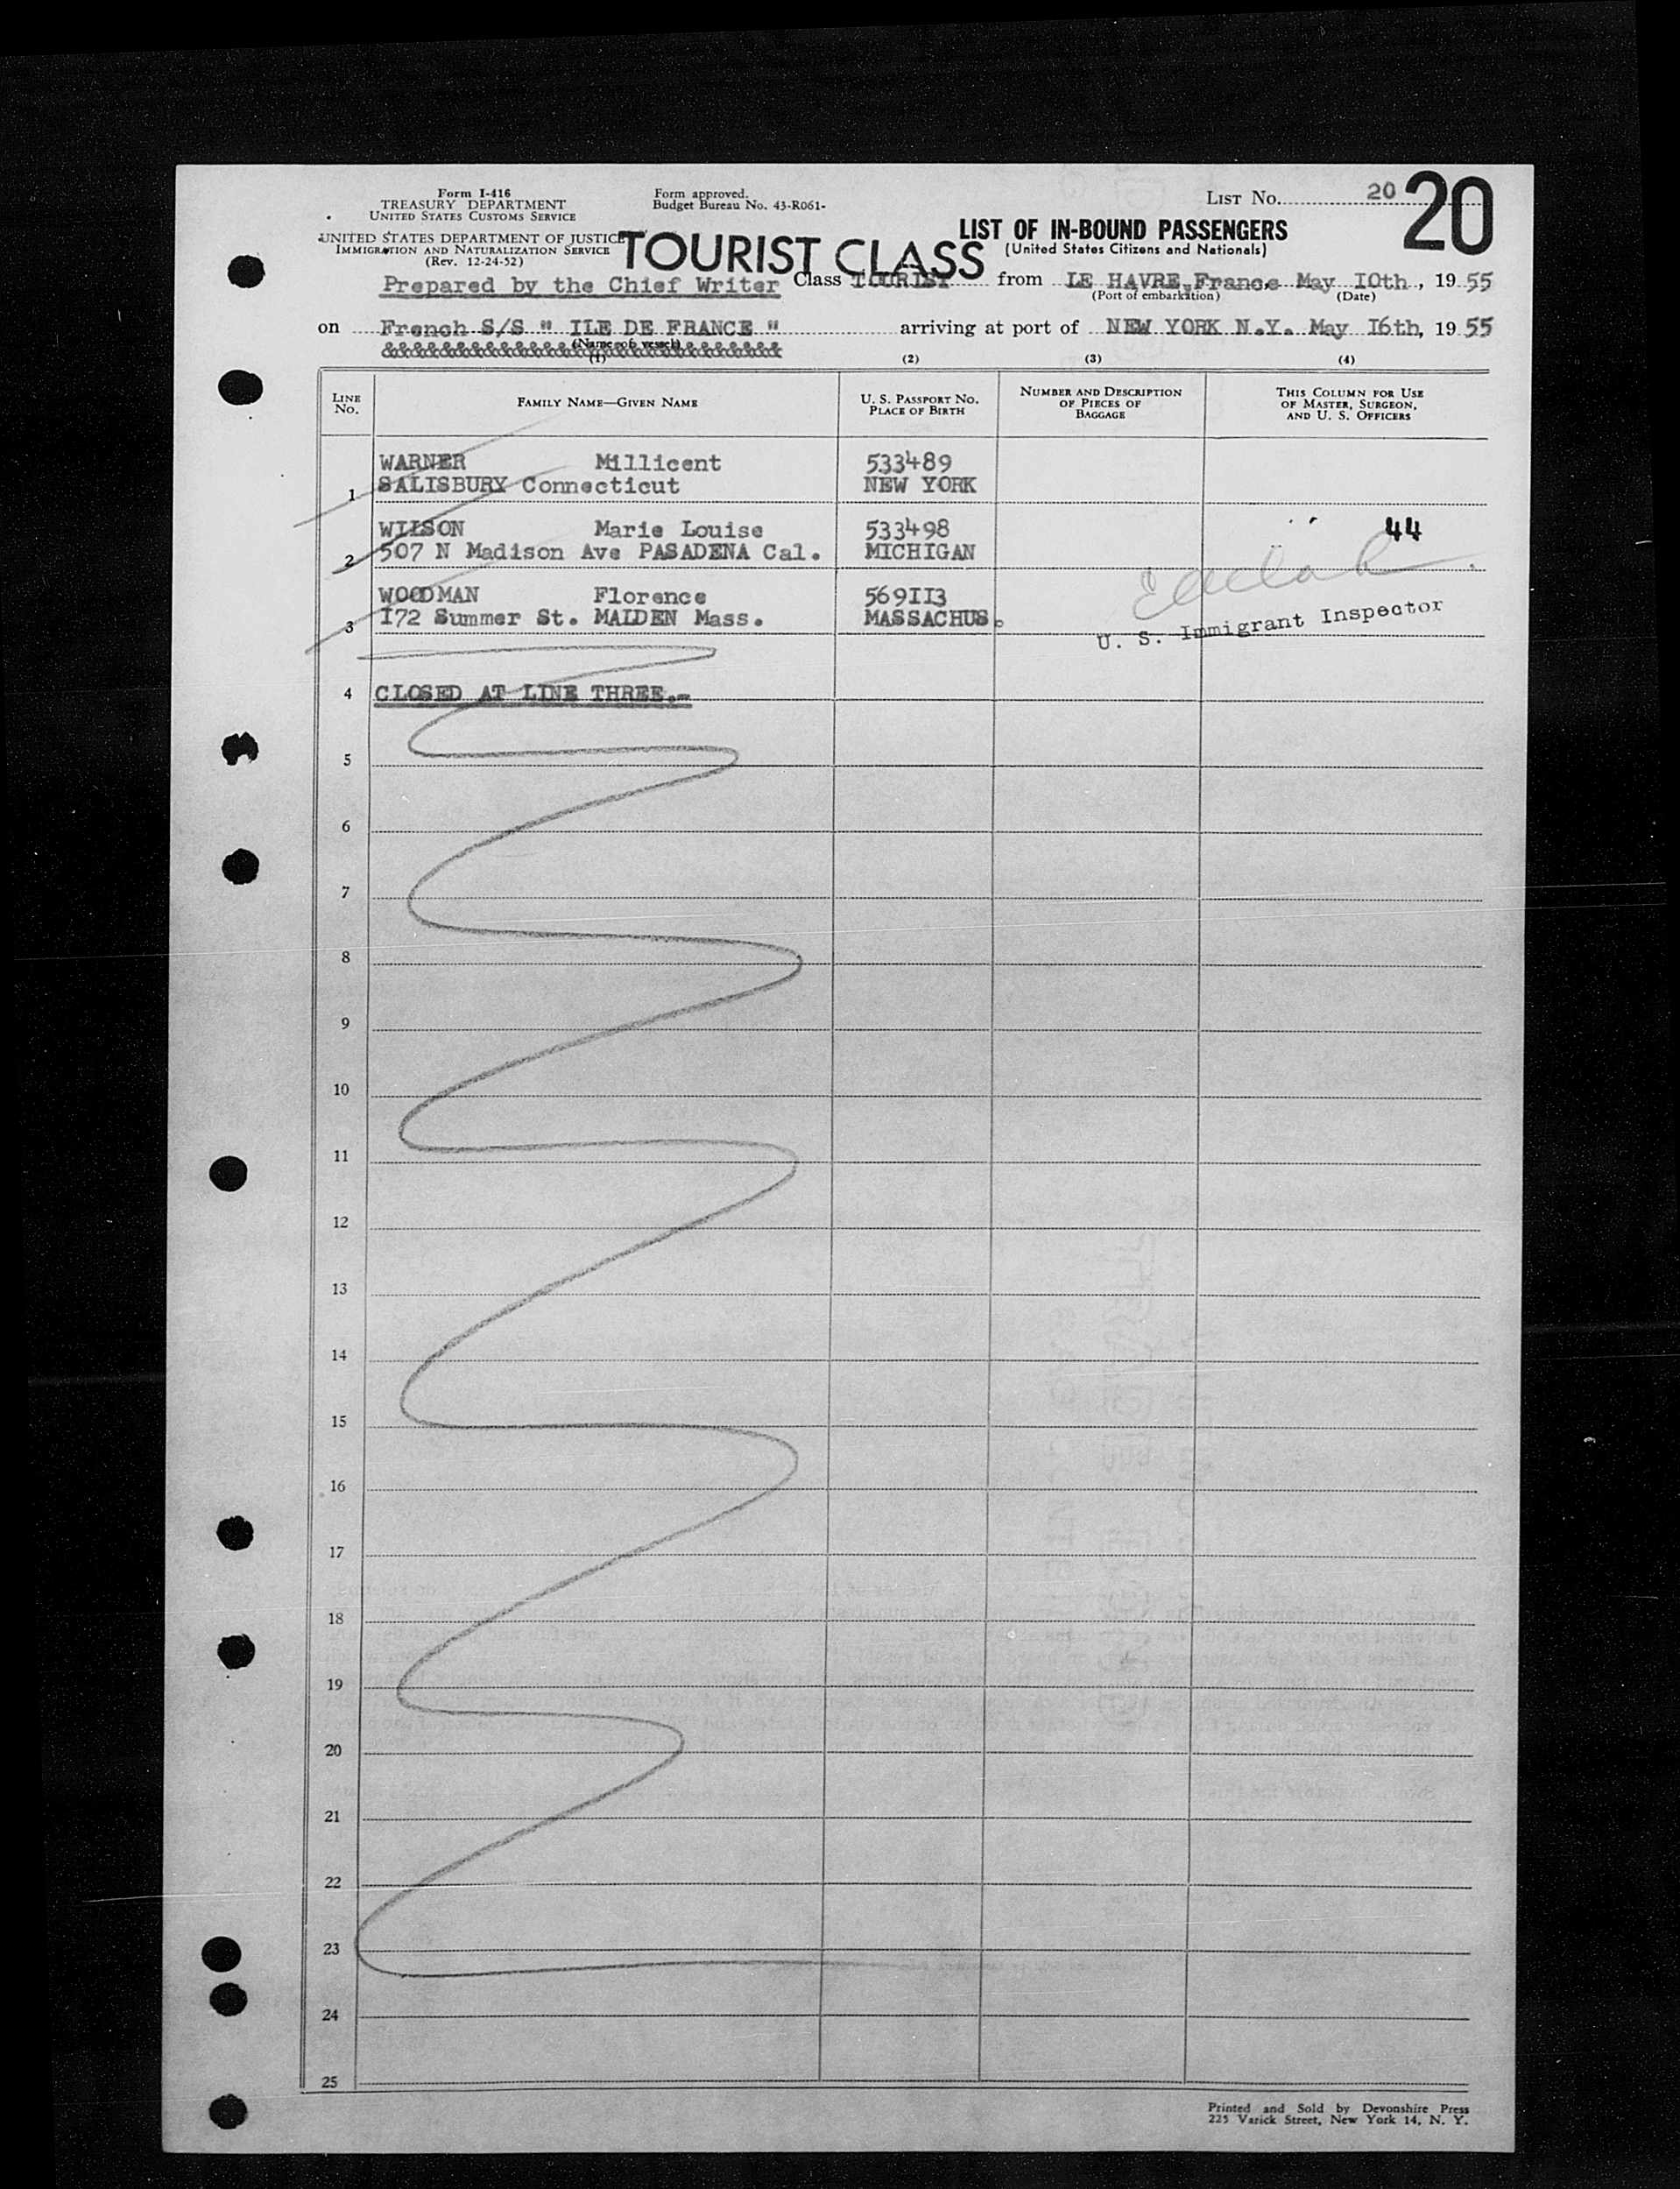 Form I-416
TREASURY DEPARTMENT
UNITED STATES CUSTOMS SERVICE
UNITED STATES DEPARTMENT OF JUSTICE
IMMIGRATION AND NATURALIZATION SERVICE
(Rev. 12-24-52)
Form approved.
Budget Bureau No. 43-R061-
LIST No. 20 20
LIST OF IN-BOUND PASSENGERS
(United States Citizens and Nationals)
TOURIST CLASS
Prepared by the Chief Writer Class TOURIST from LE HAVRE, France May IOth, 19 55
(Port of embarkation) (Date)
on French S/S " ILE DE FRANCE " arriving at port of NEW YORK N.Y. May I6th, 19 55
(Name of vessel)
&&&&&&&&&&&&&&&&&&&&&&&&&&&&
(1) (2) (3) (4)
LINE No. FAMILY NAME—GIVEN NAME U. S. PASSPORT No. PLACE OF BIRTH NUMBER AND DESCRIPTION OF PIECES OF BAGGAGE THIS COLUMN FOR USE OF MASTER, SURGEON, AND U. S. OFFICERS
WARNER Millicent 533489
1 SALISBURY Connecticut NEW YORK
WILSON Marie Louise 533498 44
2 507 N Madison Ave PASADENA Cal. MICHIGAN
WOODMAN Florence 569II3
3 I72 Summer St. MALDEN Mass. MASSACHUS.
U. S. Immigrant Inspector
4 CLOSED AT LINE THREE.-
5
6
7
8
9
10
11
12
13
14
15
16
17
18
19
20
21
22
23
24
25
Printed and Sold by Devonshire Press
225 Varick Street, New York 14, N. Y.